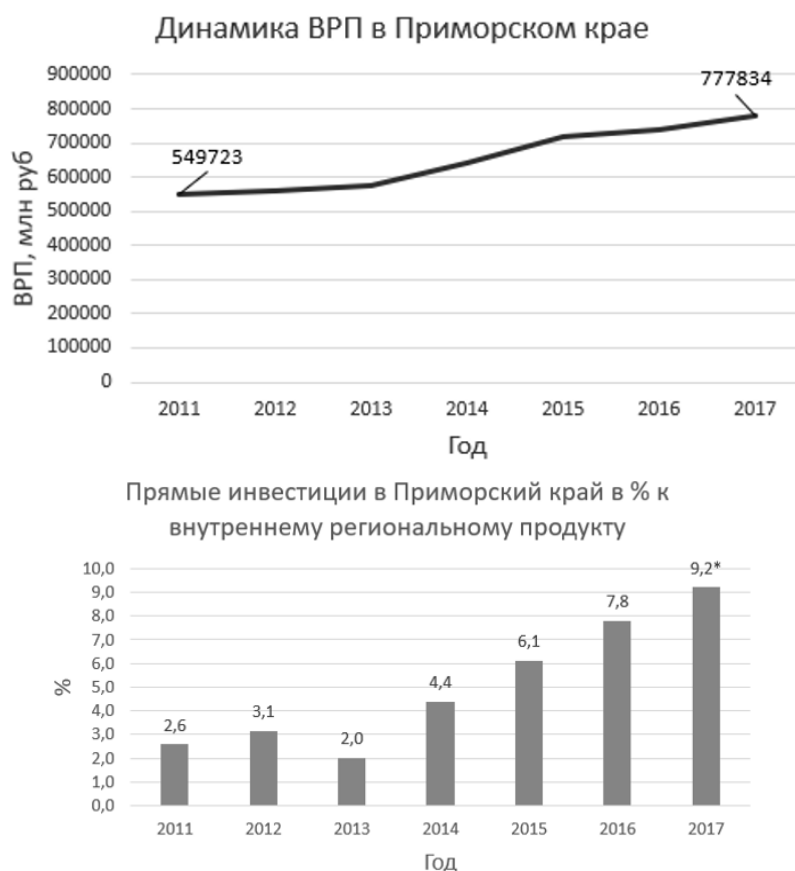 Динамика ВРП в Приморском крае
ВРП, млн руб
900000
800000
700000
600000
500000
400000
300000
200000
100000
0
549723
777834
2011 2012 2013 2014 2015 2016 2017
Год
Прямые инвестиции в Приморский край в % к
внутреннему региональному продукту
%
10,0
9,0
8,0
7,0
6,0
5,0
4,0
3,0
2,0
1,0
0,0
2,6 3,1 2,0 4,4 6,1 7,8 9,2*
2011 2012 2013 2014 2015 2016 2017
Год